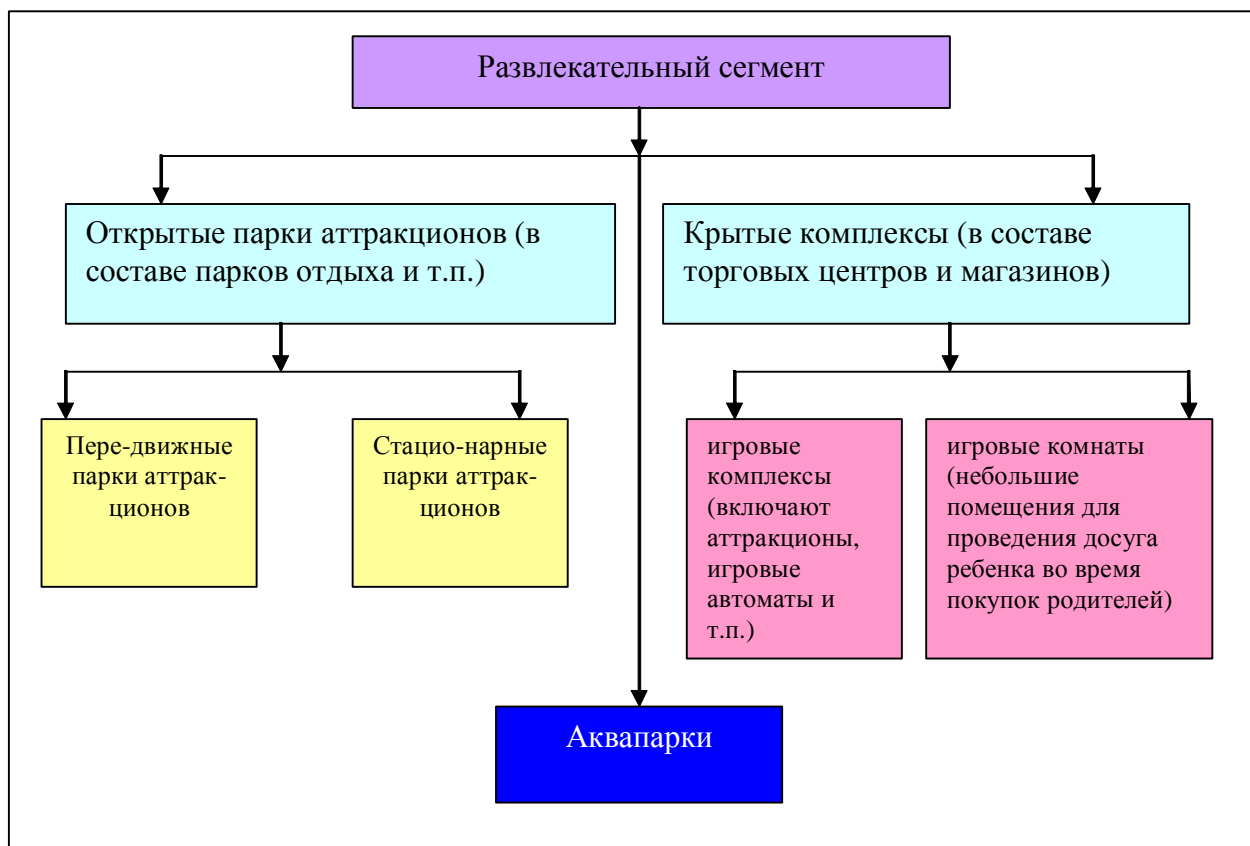 Развлекательный сегмент
Открытые парки аттракционов (в
составе парков отдыха и т.п.)
Крытые комплексы (в составе
торговых центров и магазинов)
Пере-движные
парки аттрак-
ционов
Стацио-нарные
парки аттрак-
ционов
игровые
комплексы
(включают
аттракционы,
игровые
автоматы и
т.п.)
игровые комнаты
(небольшие
помещения для
проведения досуга
ребенка во время
покупок родителей)
Аквапарки